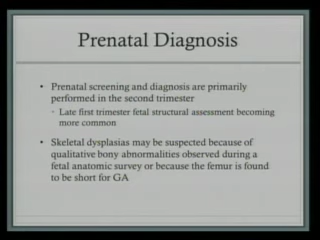 Prenatal Diagnosis
• Prenatal screening and diagnosis are primarily
performed in the second trimester
• Late first trimester fetal structural assessment becoming
more common
• Skeletal dysplasias may be suspected because of
qualitative bony abnormalities observed during a
fetal anatomic survey or because the femur is found
to be short for GA